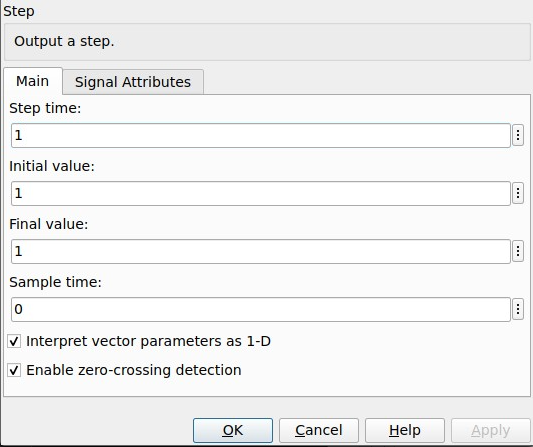 Step
Output a step.
Main Signal Attributes
Step time:
1
Initial value:
1
Final value:
1
Sample time:
0
Interpret vector parameters as 1-D
Enable zero-crossing detection
OK Cancel Help Apply